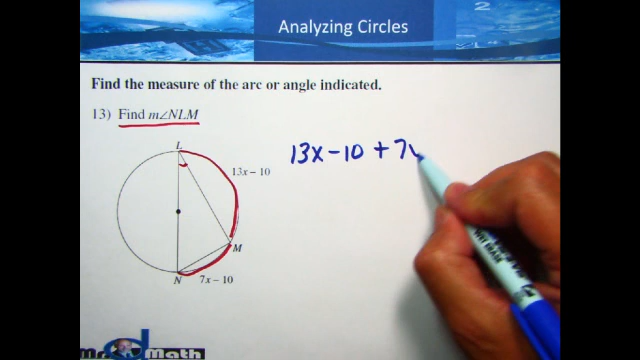 Analyzing Circles
2
Find the measure of the arc or angle indicated.
13) Find m∠NLM
L
13x – 10
13x – 10 + 7
M
N
7x – 10
Math